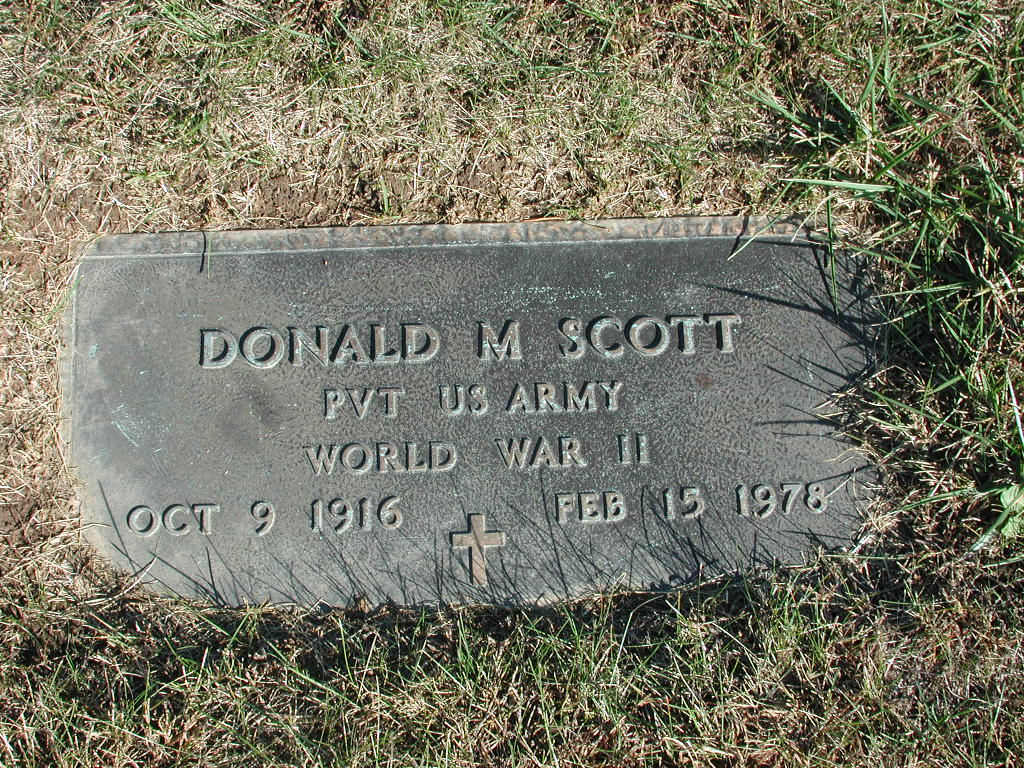 DONALD M SCOTT
PVT US ARMY
WORLD WAR II
OCT 9 1916 FEB 15 1978